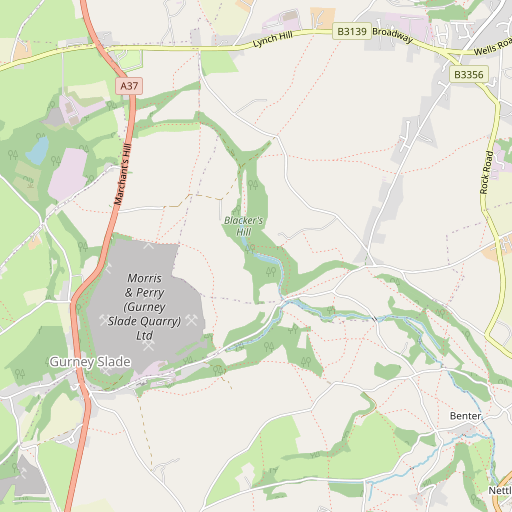 B3139
Broadway
Lynch Hill
Wells Roa
B3356
A37
Marchant's Hill
Rock Road
Blacker's
Hill
Morris
& Perry
(Gurney
Slade Quarry)
Ltd
Gurney Slade
Benter
Nettl